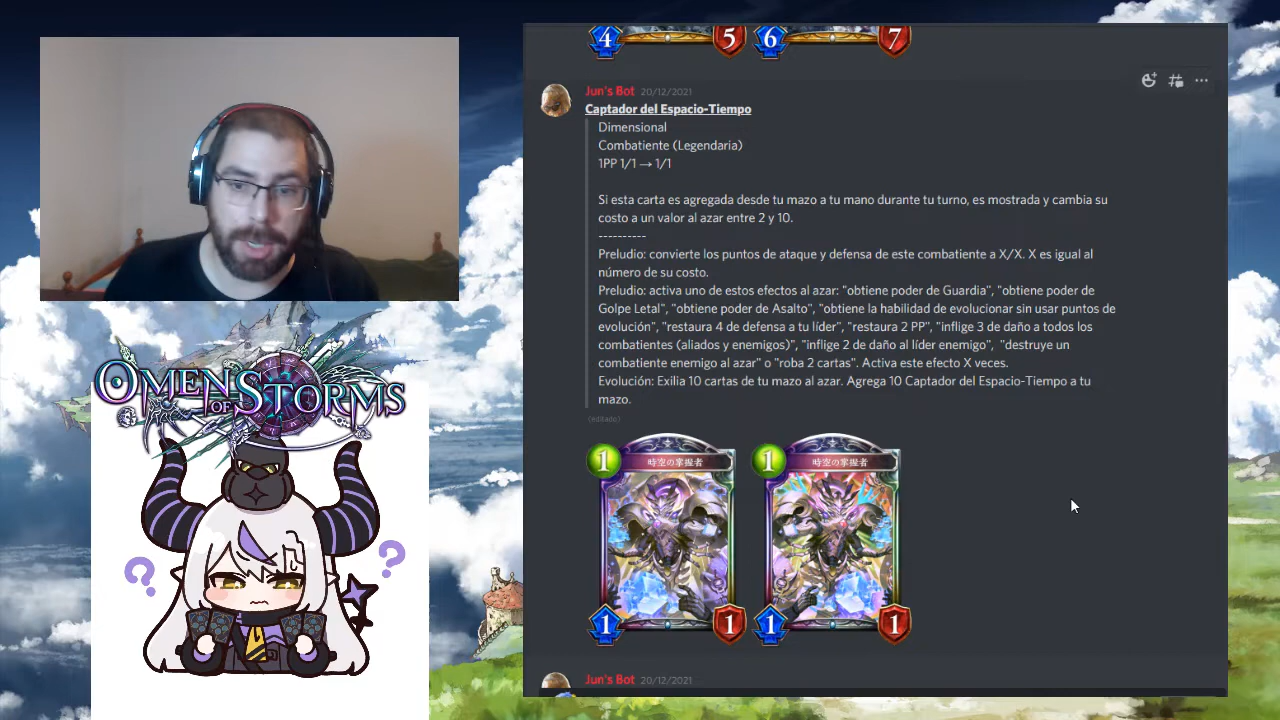 4 5 6 7
Jun's Bot 20/12/2021
Captador del Espacio-Tiempo
Dimensional
Combatiente (Legendaria)
1PP 1/1 → 1/1
Si esta carta es agregada desde tu mazo a tu mano durante tu turno, es mostrada y cambia su
costo a un valor al azar entre 2 y 10.
----------
Preludio: convierte los puntos de ataque y defensa de este combatiente a X/X. X es igual al
número de su costo.
Preludio: activa uno de estos efectos al azar: "obtiene poder de Guardia", "obtiene poder de
Golpe Letal", "obtiene poder de Asalto", "obtiene la habilidad de evolucionar sin usar puntos de
evolución", "restaura 4 de defensa a tu líder", "restaura 2 PP", "inflige 3 de daño a todos los
combatientes (aliados y enemigos)", "inflige 2 de daño al líder enemigo",  "destruye un
combatiente enemigo al azar" o "roba 2 cartas". Activa este efecto X veces.
Evolución: Exilia 10 cartas de tu mazo al azar. Agrega 10 Captador del Espacio-Tiempo a tu
mazo.
(editado)
1 時空の掌握者 1 時空の掌握者
1 1 1 1
Jun's Bot 20/12/2021
OMEN OF STORMS
? ?